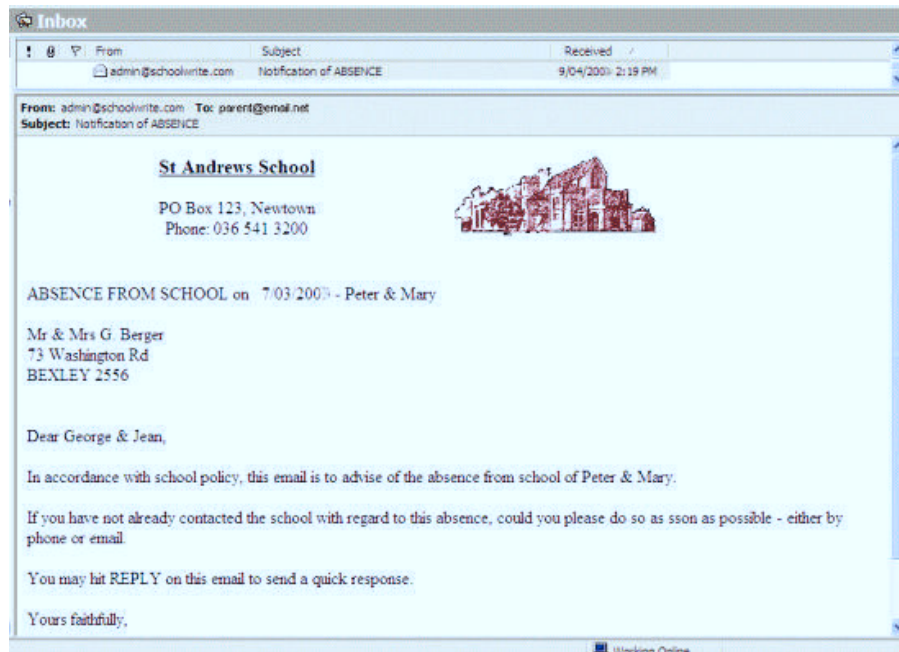 Inbox
From Subject Received
admin@schoolwrite.com Notification of ABSENCE 2:19 PM
From: admin@schoolwrite.com To: parent@email.net
Subject: Notification of ABSENCE
St Andrews School
PO Box 123, Newtown
Phone: 036 541 3200
ABSENCE FROM SCHOOL on - Peter & Mary
Mr & Mrs G. Berger
73 Washington Rd
BEXLEY 2556
Dear George & Jean,
In accordance with school policy, this email is to advise of the absence from school of Peter & Mary.
If you have not already contacted the school with regard to this absence, could you please do so as sson as possible - either by
phone or email.
You may hit REPLY on this email to send a quick response.
Yours faithfully,
Working Online